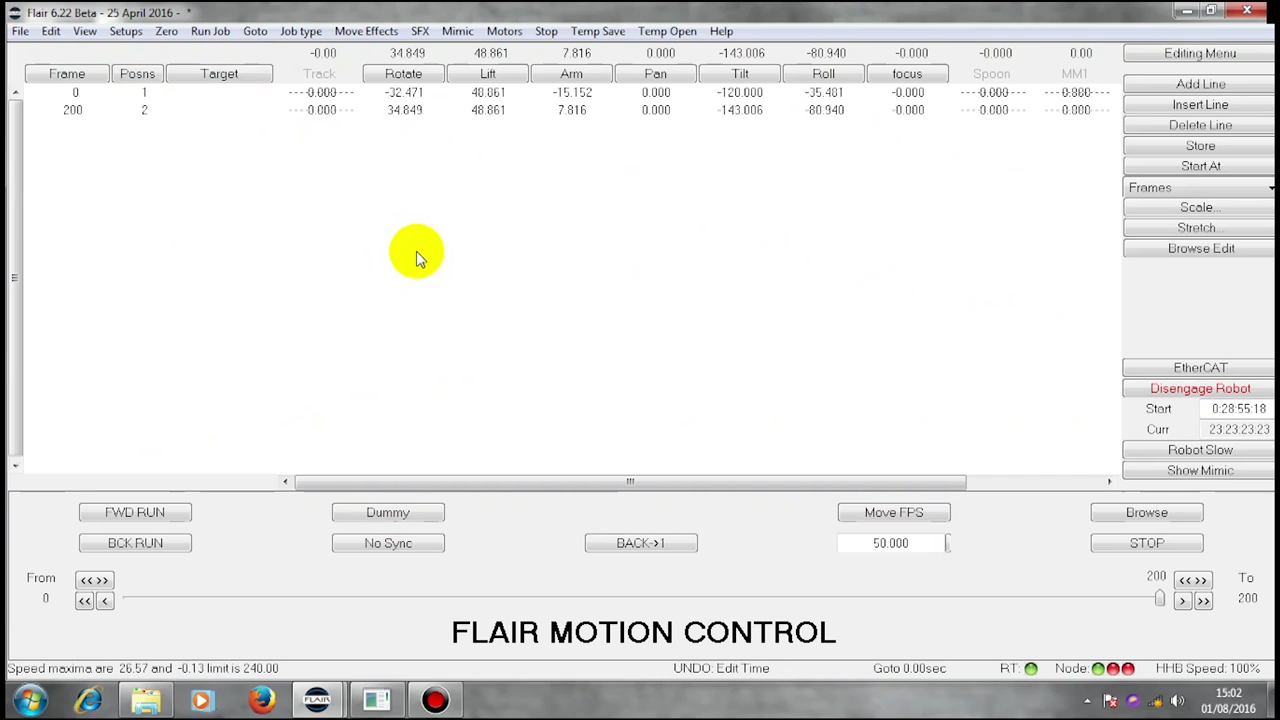 Flair 6.22 Beta - 25 April 2016 - *
File Edit View Setups Zero Run Job Goto Job type Move Effects SFX Mimic Motors Stop Temp Save Temp Open Help
-0.00 34.849 48.861 7.816 0.000 -143.006 -80.940 -0.000 -0.000 0.00
Frame Posns Target Track Rotate Lift Arm Pan Tilt Roll focus Spoon MM1
0 1 0.000 -32.471 48.861 -15.152 0.000 -120.000 -35.401 -0.000 0.000 0.000
200 2 0.000 34.849 48.861 7.816 0.000 -143.006 -80.940 -0.000 0.000 0.000
Editing Menu
Add Line
Insert Line
Delete Line
Store
Start At
Frames
Scale...
Stretch...
Browse Edit
EtherCAT
Disengage Robot
Start 0:28:55:18
Curr 23.23.23.23
Robot Slow
Show Mimic
FWD RUN Dummy Move FPS Browse
BCK RUN No Sync BACK->1 50.000 STOP
From << >> 200 << >> To
0 << < > >> 200
FLAIR MOTION CONTROL
Speed maxima are 26.57 and -0.13 limit is 240.00 UNDO: Edit Time Goto 0.00sec RT: Node: HHB Speed: 100%
FLAIR
15:02
01/08/2016